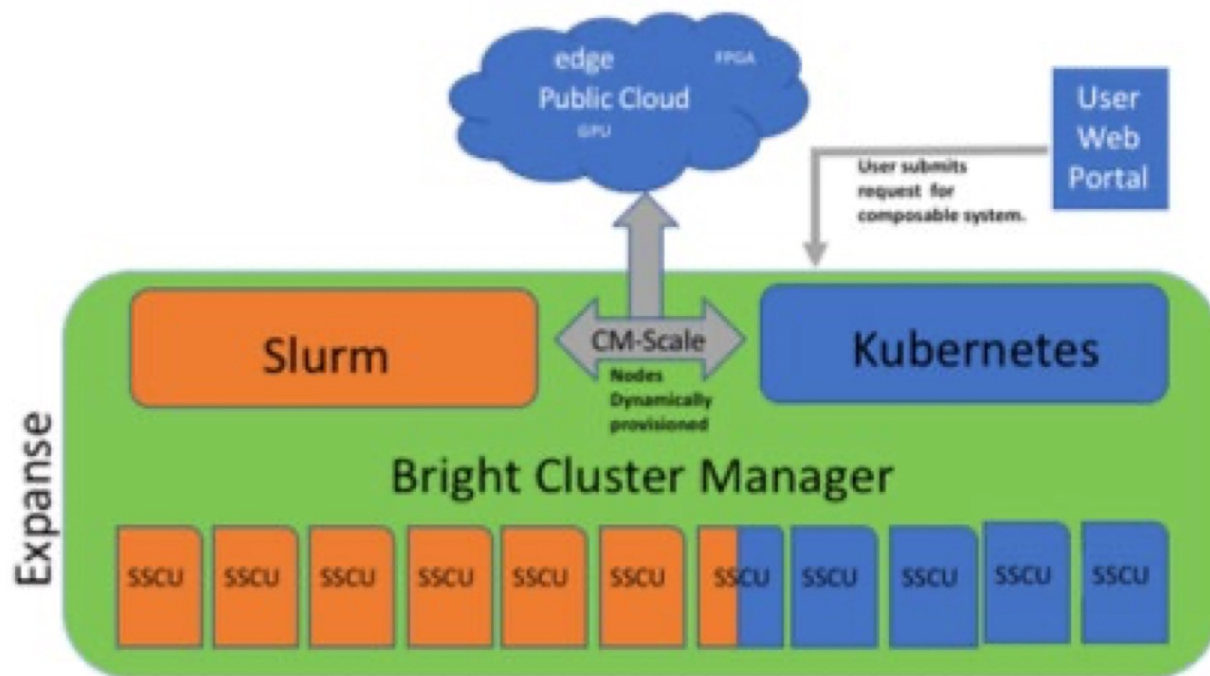 edge
FPGA
Public Cloud
GPU
User
Web
Portal
User submits
request for
composable system.
Slurm
CM-Scale
Kubernetes
Nodes
Dynamically
provisioned
Expanse
Bright Cluster Manager
SSCU SSCU SSCU SSCU SSCU SSCU SSCU SSCU SSCU SSCU SSCU